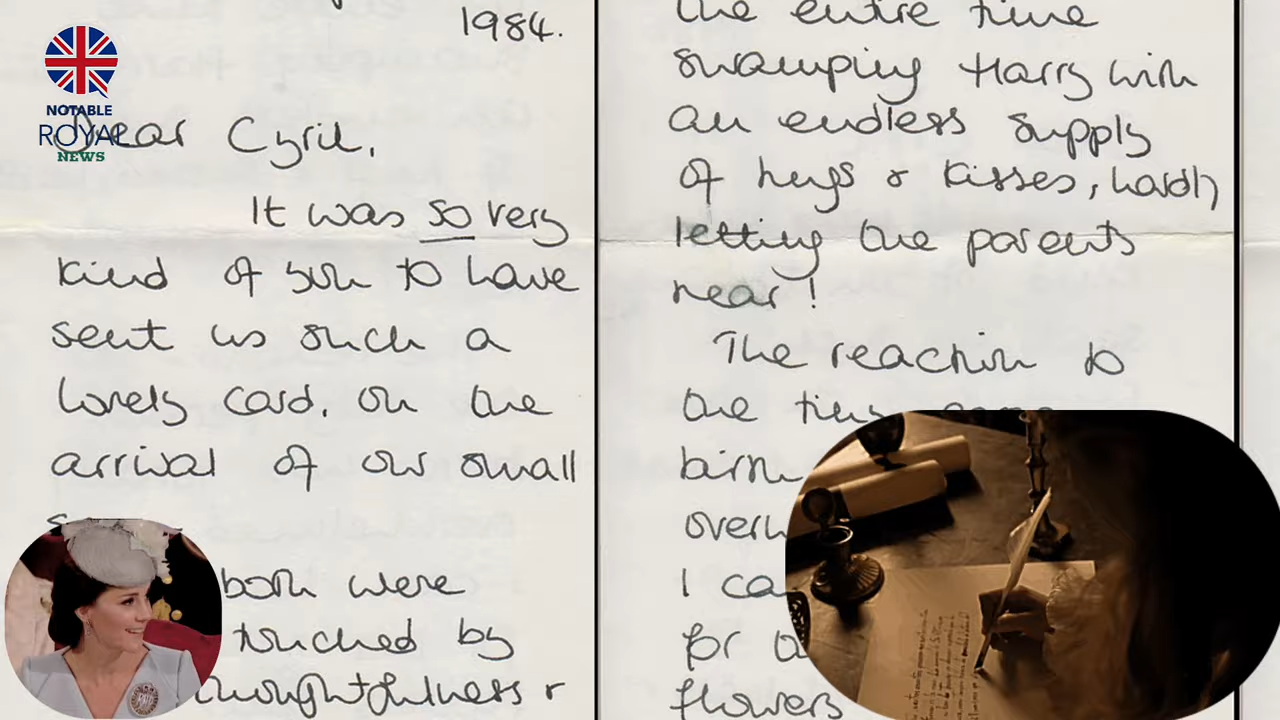 NOTABLE
ROYAL
NEWS
1984.
Dear Cyril,
It was so very
kind of you to have
sent us such a
lovely card, on the
arrival of our small
both were
touched by
thoughtfulness &
the entire time
swamping Harry with
an endless supply
of hugs & kisses, hardly
letting the parents
near!
The reaction to
the tiny
birth
I ca
for
flowers